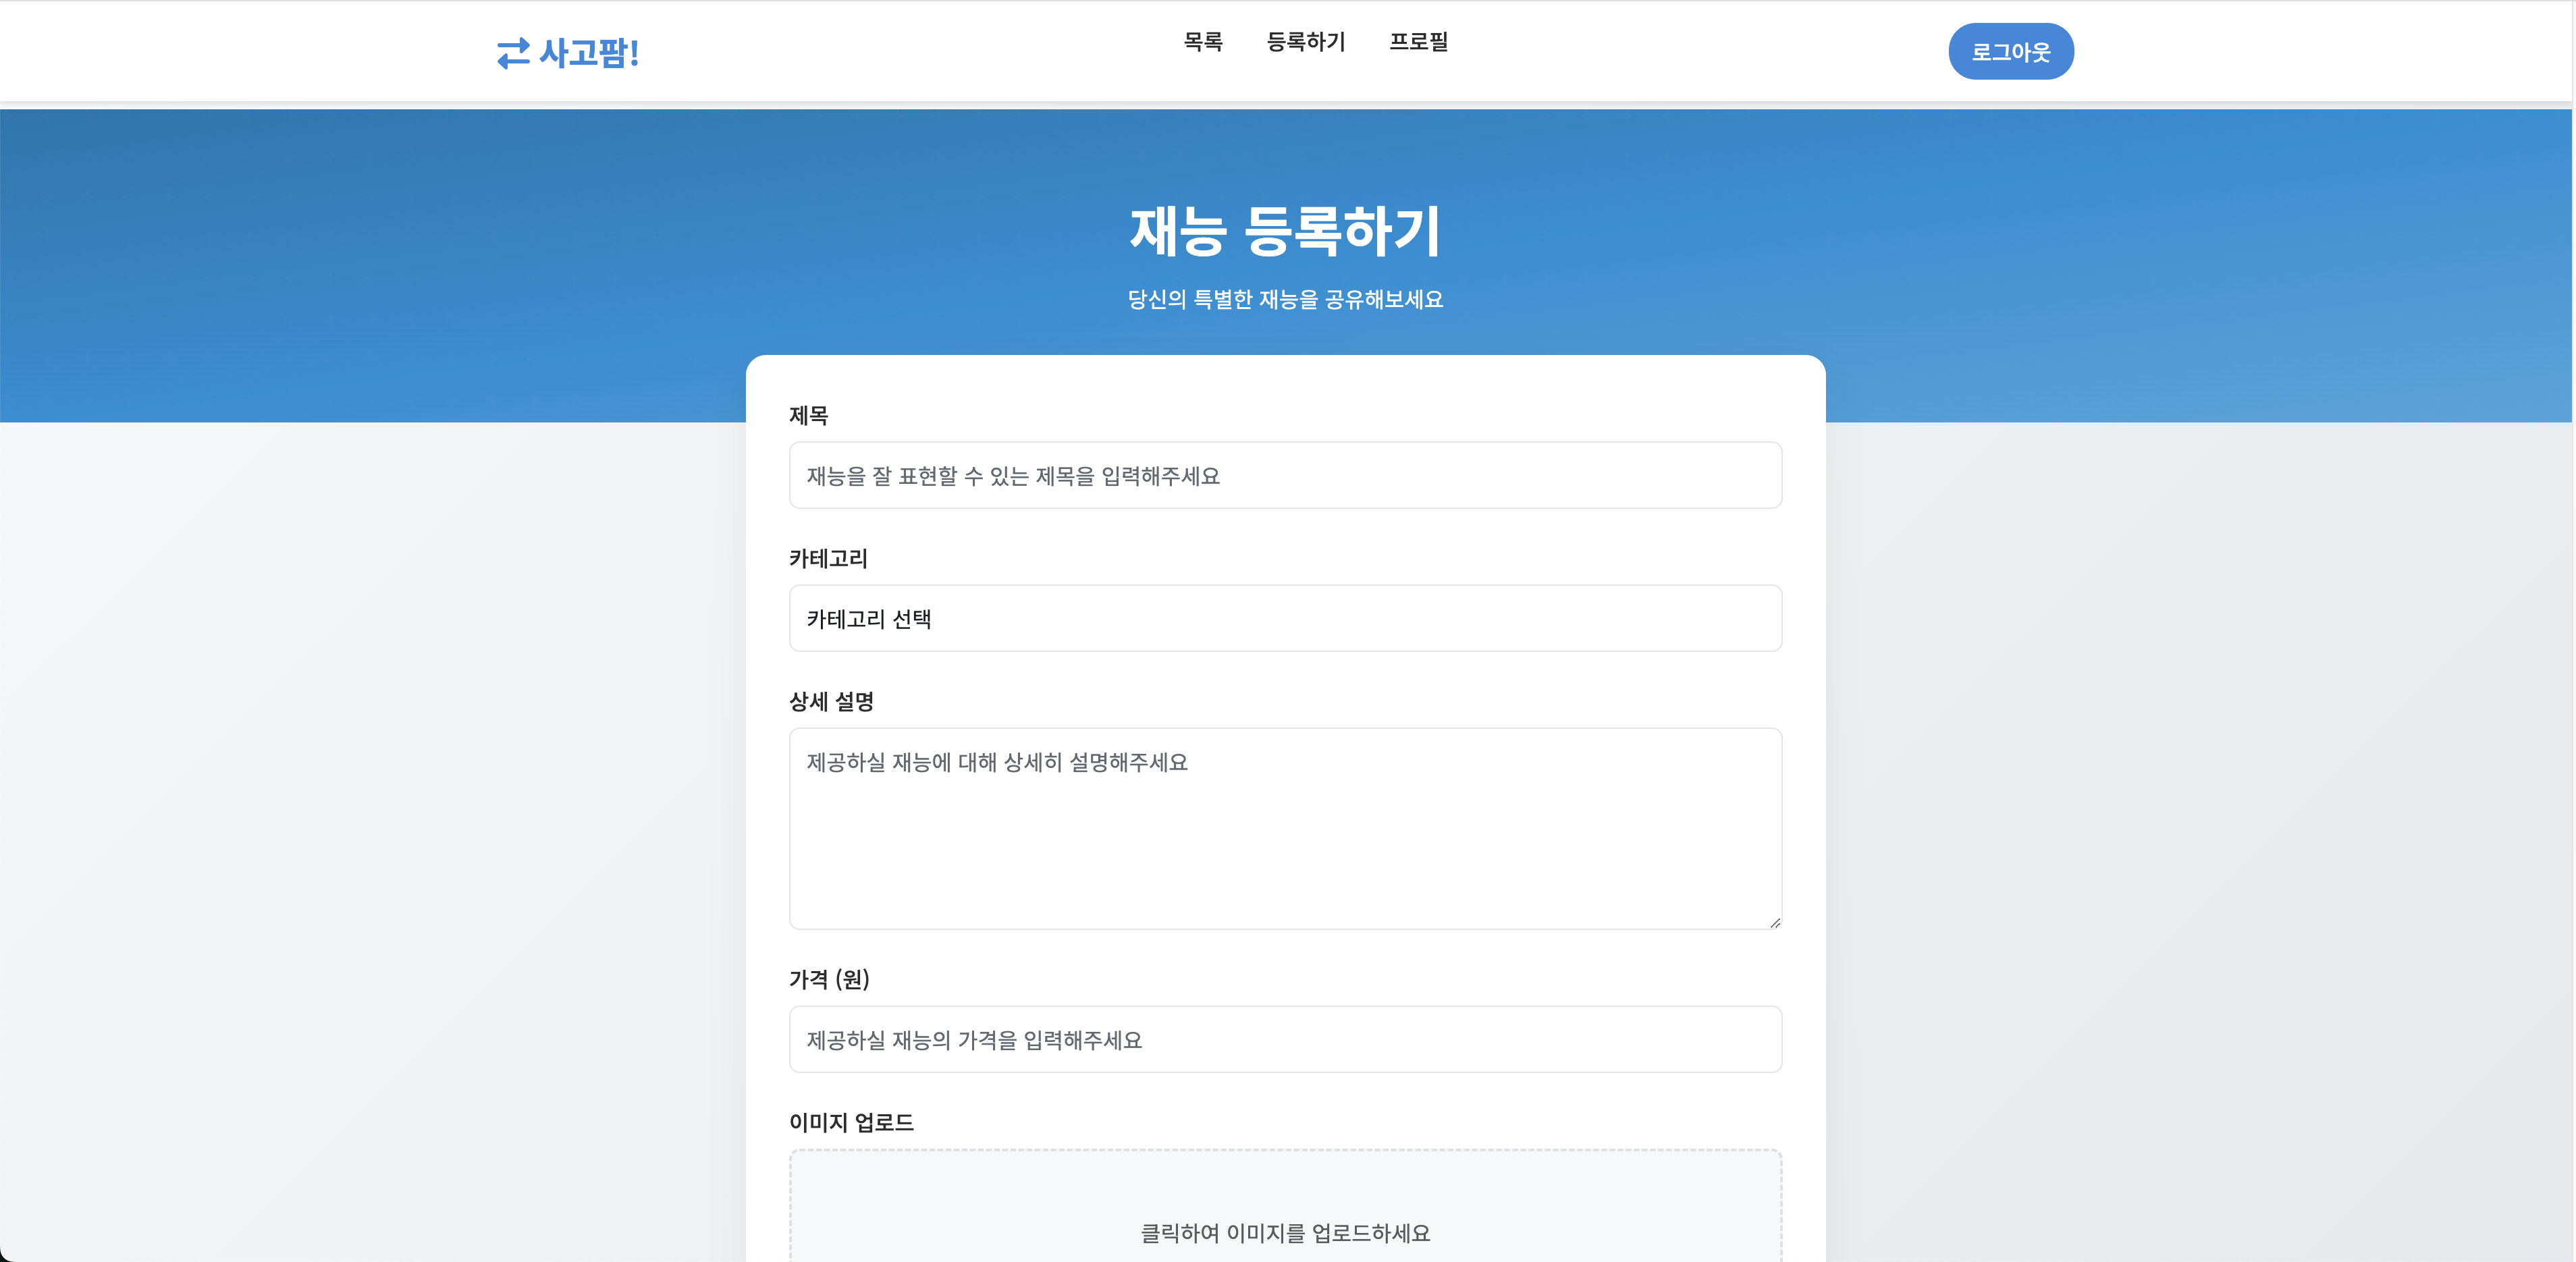 사고팜!
목록 등록하기 프로필
로그아웃
재능 등록하기
당신의 특별한 재능을 공유해보세요
제목
재능을 잘 표현할 수 있는 제목을 입력해주세요
카테고리
카테고리 선택
상세 설명
제공하실 재능에 대해 상세히 설명해주세요
가격 (원)
제공하실 재능의 가격을 입력해주세요
이미지 업로드
클릭하여 이미지를 업로드하세요